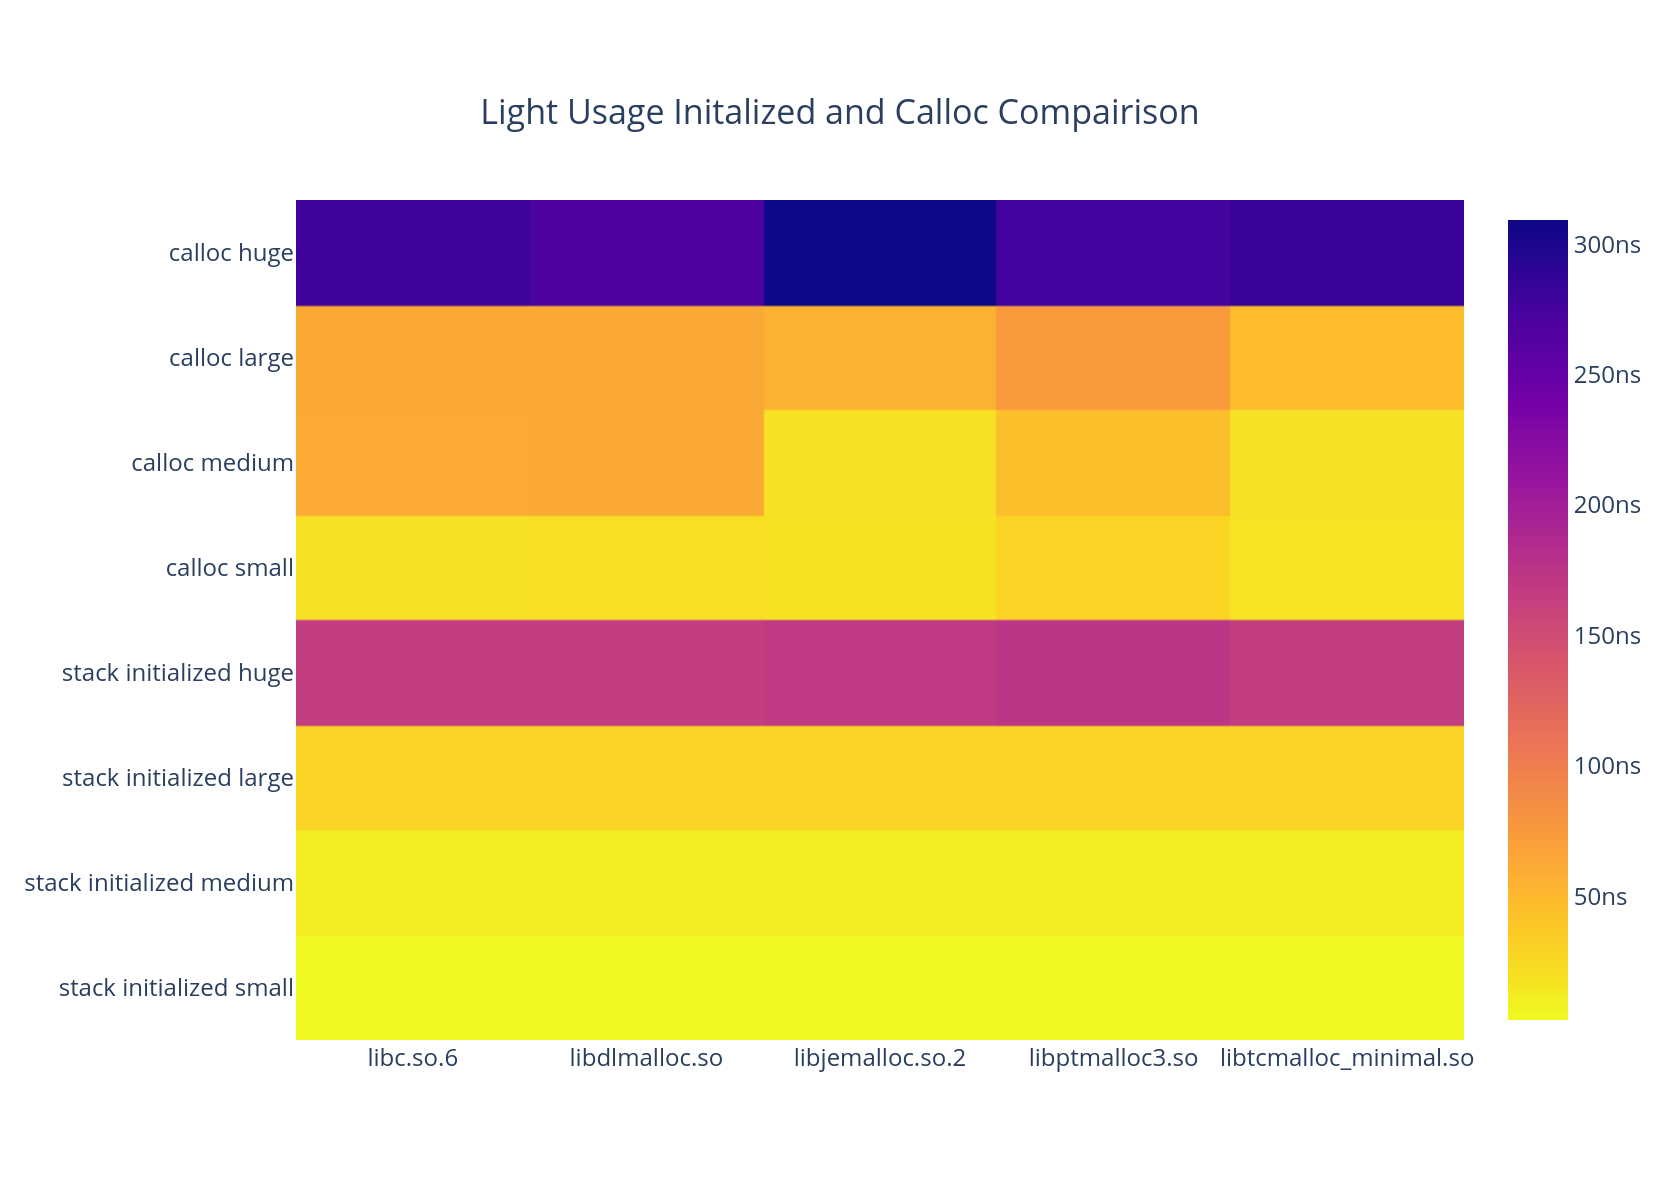 Light Usage Initalized and Calloc Compairison
calloc huge
calloc large
calloc medium
calloc small
stack initialized huge
stack initialized large
stack initialized medium
stack initialized small
libc.so.6
libdlmalloc.so
libjemalloc.so.2
libptmalloc3.so
libtcmalloc_minimal.so
300ns
250ns
200ns
150ns
100ns
50ns